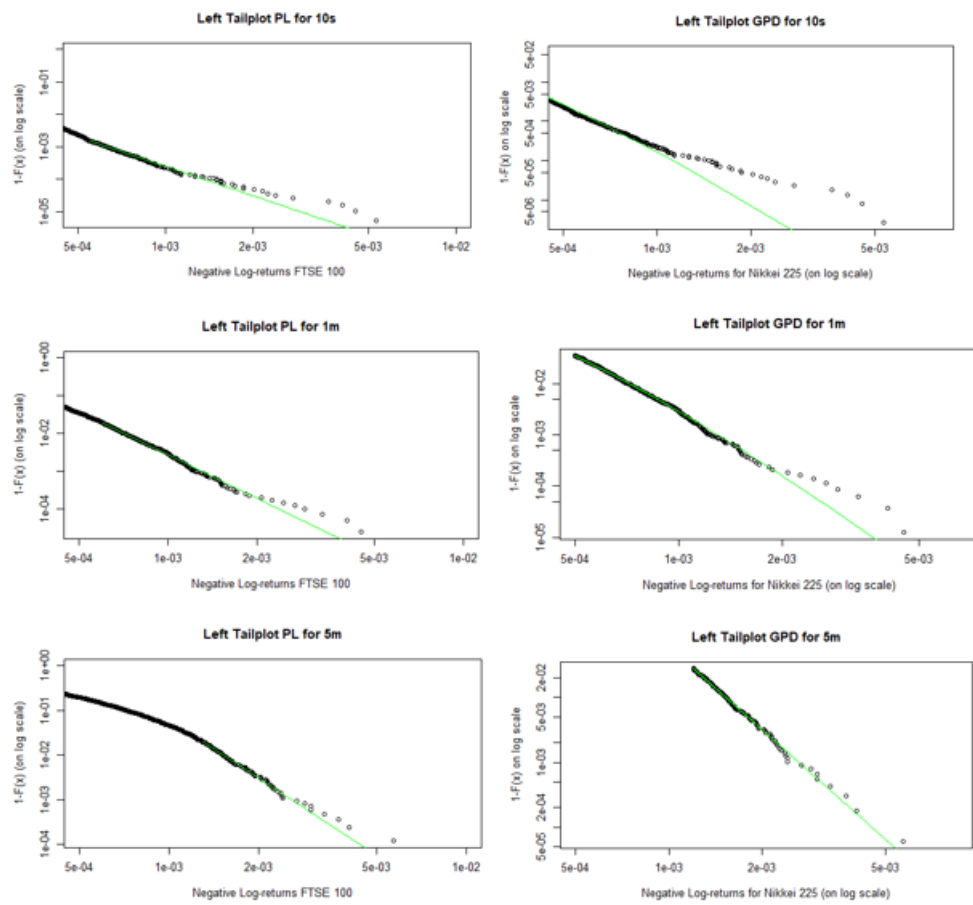 Left Tailplot PL for 10s
1-F(x) (on log scale)
1e-01
1e-03
1e-05
5e-04 1e-03 2e-03 5e-03 1e-02
Negative Log-returns FTSE 100
Left Tailplot GPD for 10s
1-F(x) on log scale
5e-02
5e-03
5e-04
5e-05
5e-06
5e-04 1e-03 2e-03 5e-03
Negative Log-returns for Nikkei 225 (on log scale)
Left Tailplot PL for 1m
1-F(x) (on log scale)
1e+00
1e-02
1e-04
5e-04 1e-03 2e-03 5e-03 1e-02
Negative Log-returns FTSE 100
Left Tailplot GPD for 1m
1-F(x) on log scale
1e-02
1e-03
1e-04
1e-05
5e-04 1e-03 2e-03 5e-03
Negative Log-returns for Nikkei 225 (on log scale)
Left Tailplot PL for 5m
1-F(x) (on log scale)
1e+00
1e-01
1e-02
1e-03
1e-04
5e-04 1e-03 2e-03 5e-03 1e-02
Negative Log-returns FTSE 100
Left Tailplot GPD for 5m
1-F(x) on log scale
2e-02
5e-03
1e-03
2e-04
5e-05
5e-04 1e-03 2e-03 5e-03
Negative Log-returns for Nikkei 225 (on log scale)